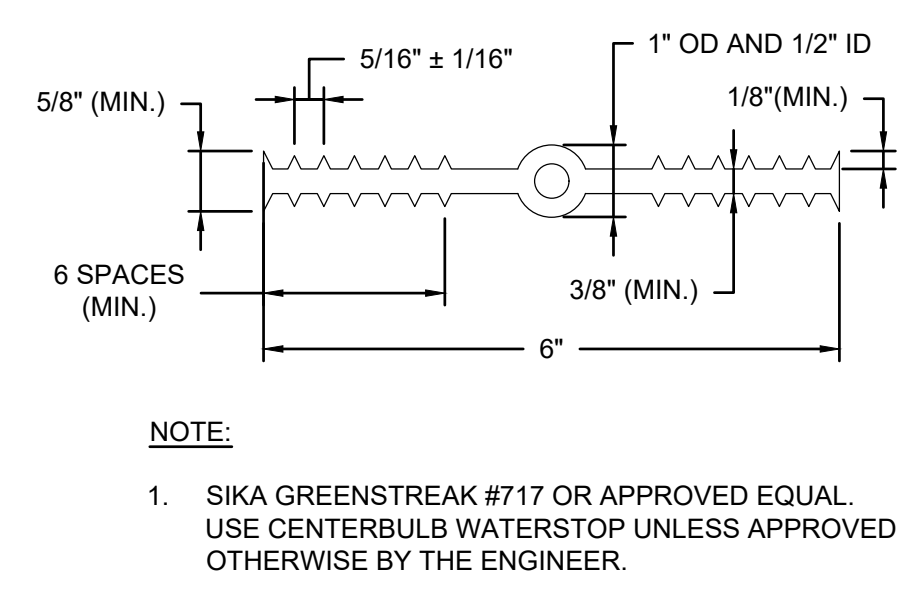 5/16" ± 1/16"
1" OD AND 1/2" ID
5/8" (MIN.)
1/8"(MIN.)
6 SPACES
(MIN.)
3/8" (MIN.)
6"
NOTE:
1. SIKA GREENSTREAK #717 OR APPROVED EQUAL.
USE CENTERBULB WATERSTOP UNLESS APPROVED
OTHERWISE BY THE ENGINEER.